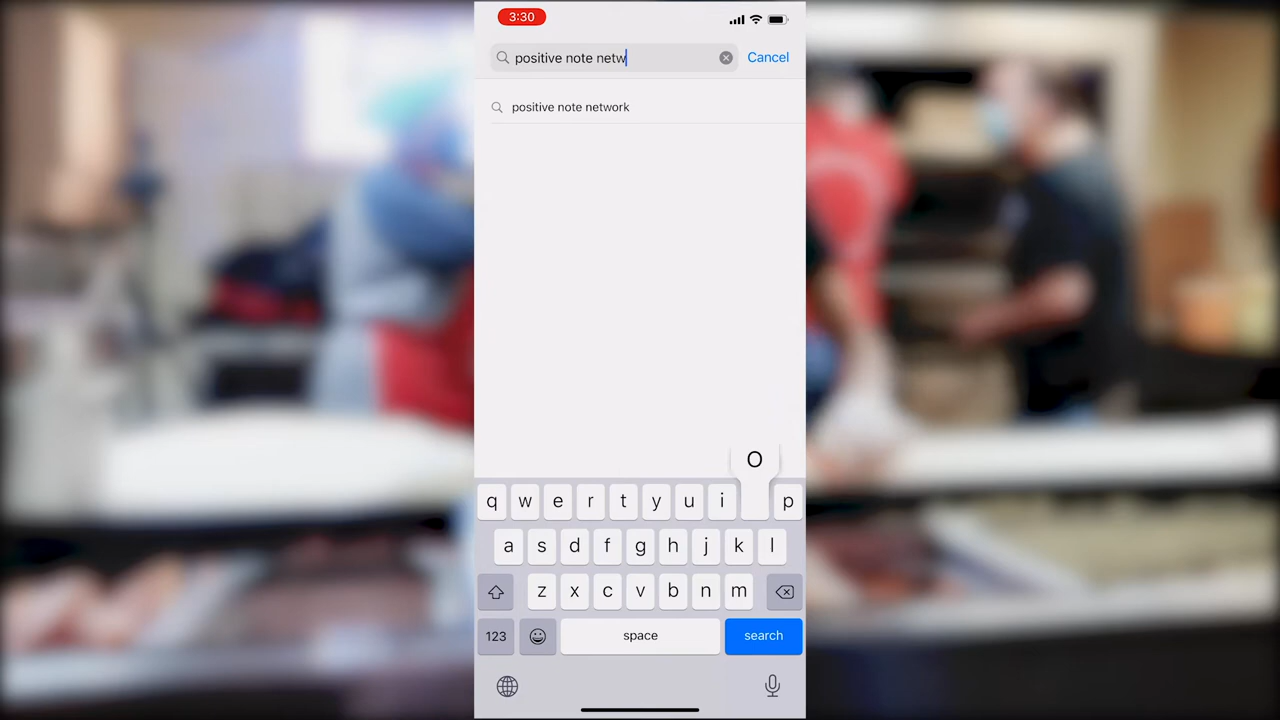 3:30
positive note netw
Cancel
positive note network
O
q w e r t y u i p
a s d f g h j k l
z x c v b n m
123
space
search